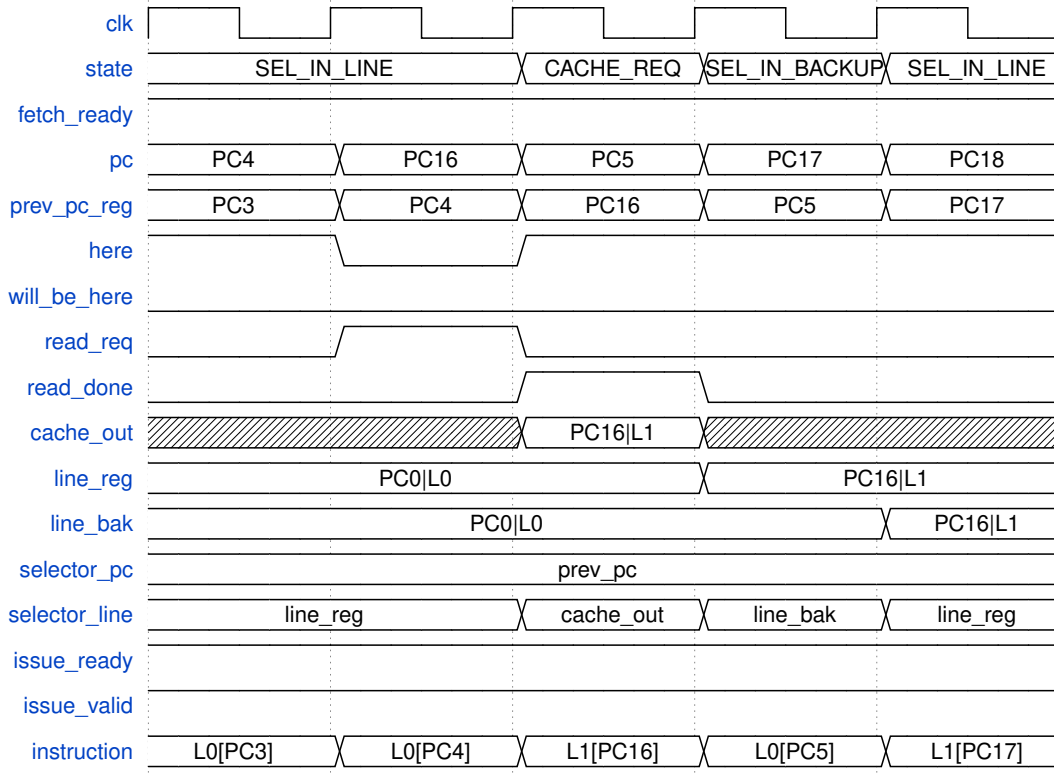 clk
state SEL_IN_LINE CACHE_REQ SEL_IN_BACKUP SEL_IN_LINE
fetch_ready
pc PC4 PC16 PC5 PC17 PC18
prev_pc_reg PC3 PC4 PC16 PC5 PC17
here
will_be_here
read_req
read_done
cache_out PC16|L1
line_reg PC0|L0 PC16|L1
line_bak PC0|L0 PC16|L1
selector_pc prev_pc
selector_line line_reg cache_out line_bak line_reg
issue_ready
issue_valid
instruction L0[PC3] L0[PC4] L1[PC16] L0[PC5] L1[PC17]